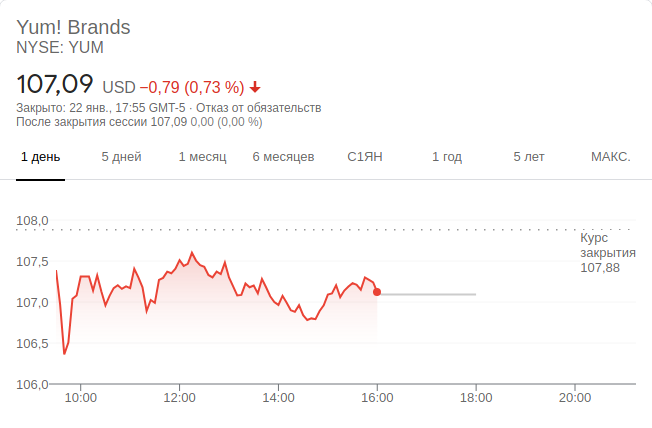 Yum! Brands
NYSE: YUM
107,09 USD −0,79 (0,73 %)
Закрыто: 22 янв., 17:55 GMT-5 · Отказ от обязательств
После закрытия сессии 107,09 0,00 (0,00 %)
1 день 5 дней 1 месяц 6 месяцев С1ЯН 1 год 5 лет МАКС.
108,0
Курс
закрытия
107,88
107,5
107,0
106,5
106,0
10:00 12:00 14:00 16:00 18:00 20:00